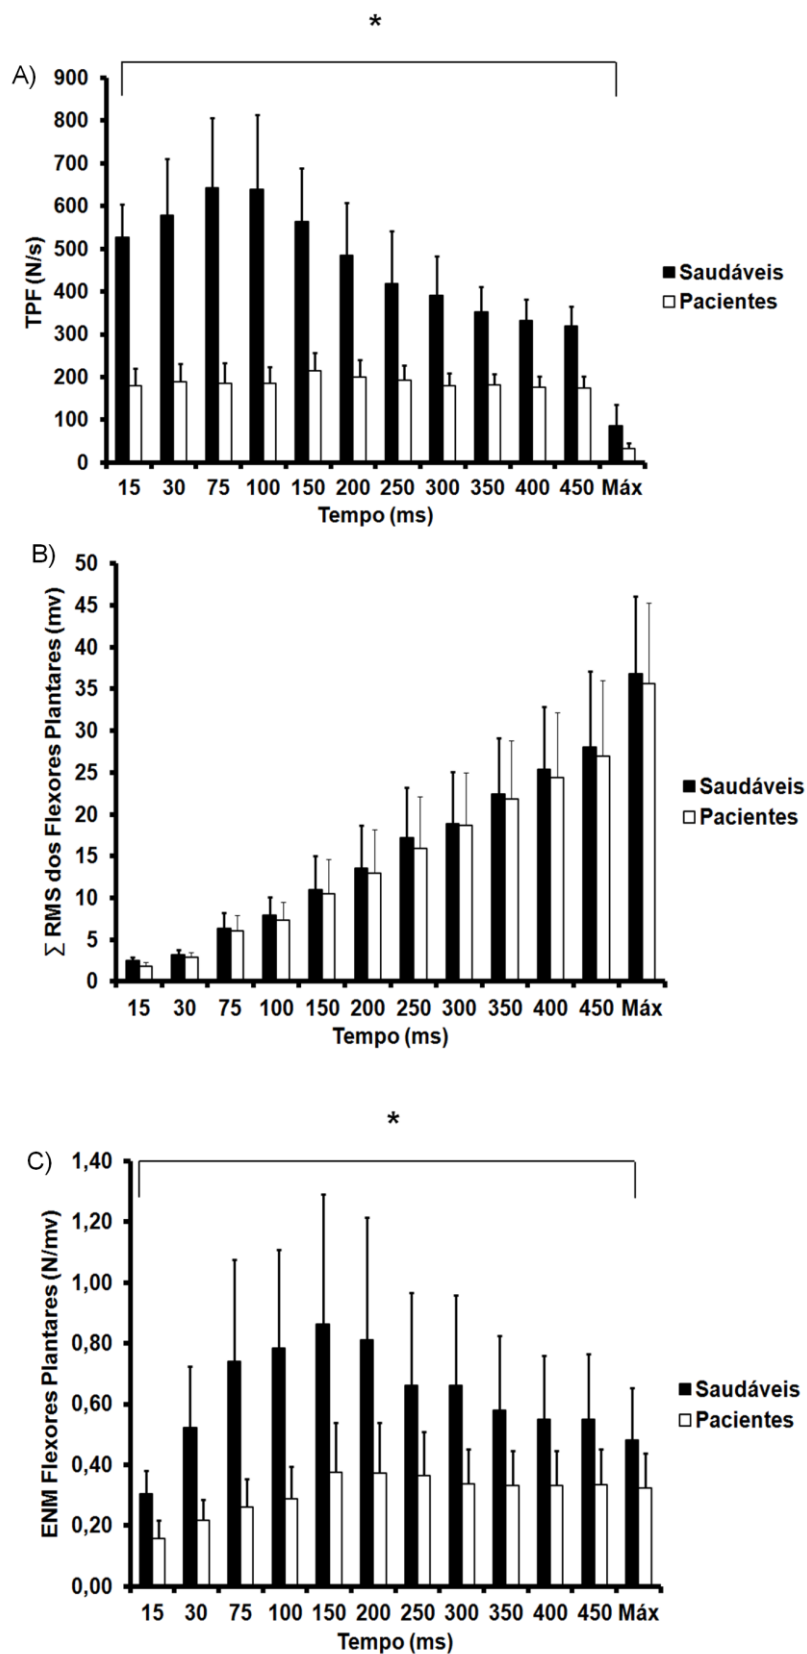 *
A)
900
800
700
600
500
400
300
200
100
0
TPF (N/s)
15 30 75 100 150 200 250 300 350 400 450 Máx
Tempo (ms)
Saudáveis
Pacientes
B)
50
45
40
35
30
25
20
15
10
5
0
∑ RMS dos Flexores Plantares (mv)
15 30 75 100 150 200 250 300 350 400 450 Máx
Tempo (ms)
Saudáveis
Pacientes
*
C)
1,40
1,20
1,00
0,80
0,60
0,40
0,20
0,00
ENM Flexores Plantares (N/mv)
15 30 75 100 150 200 250 300 350 400 450 Máx
Tempo (ms)
Saudáveis
Pacientes